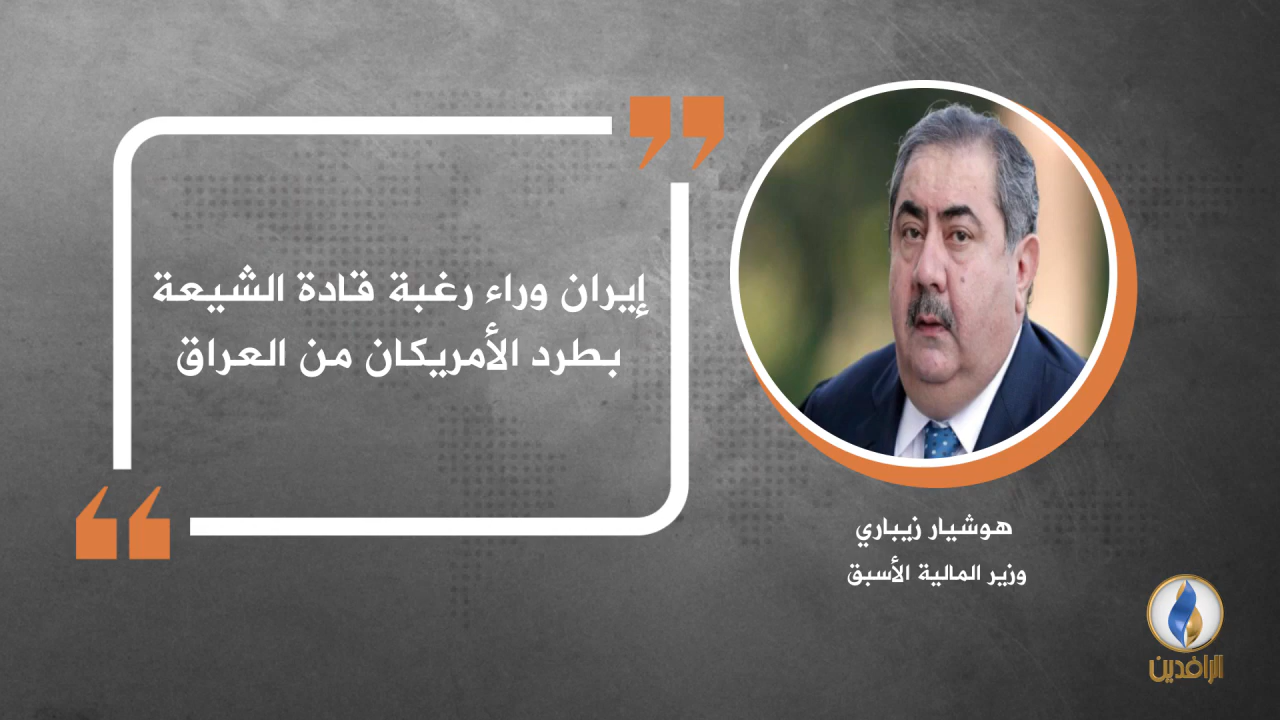 إيران وراء رغبة قادة الشيعة
بطرد الأمريكان من العراق
هوشيار زيباري
وزير المالية الأسبق
الرافدين